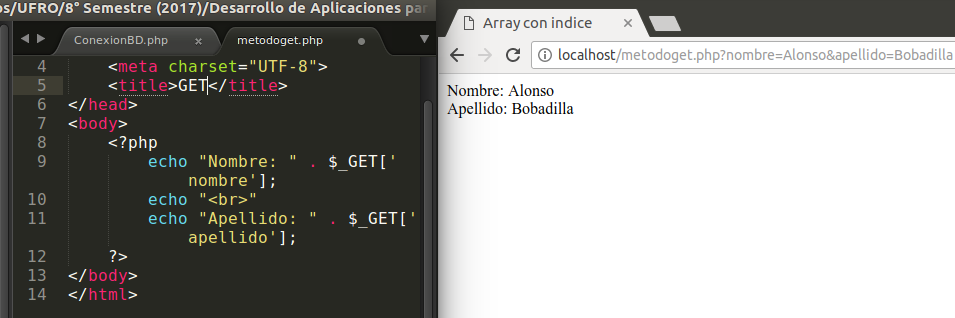 os/UFRO/8° Semestre (2017)/Desarrollo de Aplicaciones par
ConexionBD.php × metodoget.php
4 <meta charset="UTF-8">
5 <title>GET</title>
6 </head>
7 <body>
8 <?php
9 echo "Nombre: " . $_GET['
nombre'];
10 echo "<br>"
11 echo "Apellido: " . $_GET['
apellido'];
12 ?>
13 </body>
14 </html>
Array con indice ×
localhost/metodoget.php?nombre=Alonso&apellido=Bobadilla
Nombre: Alonso
Apellido: Bobadilla